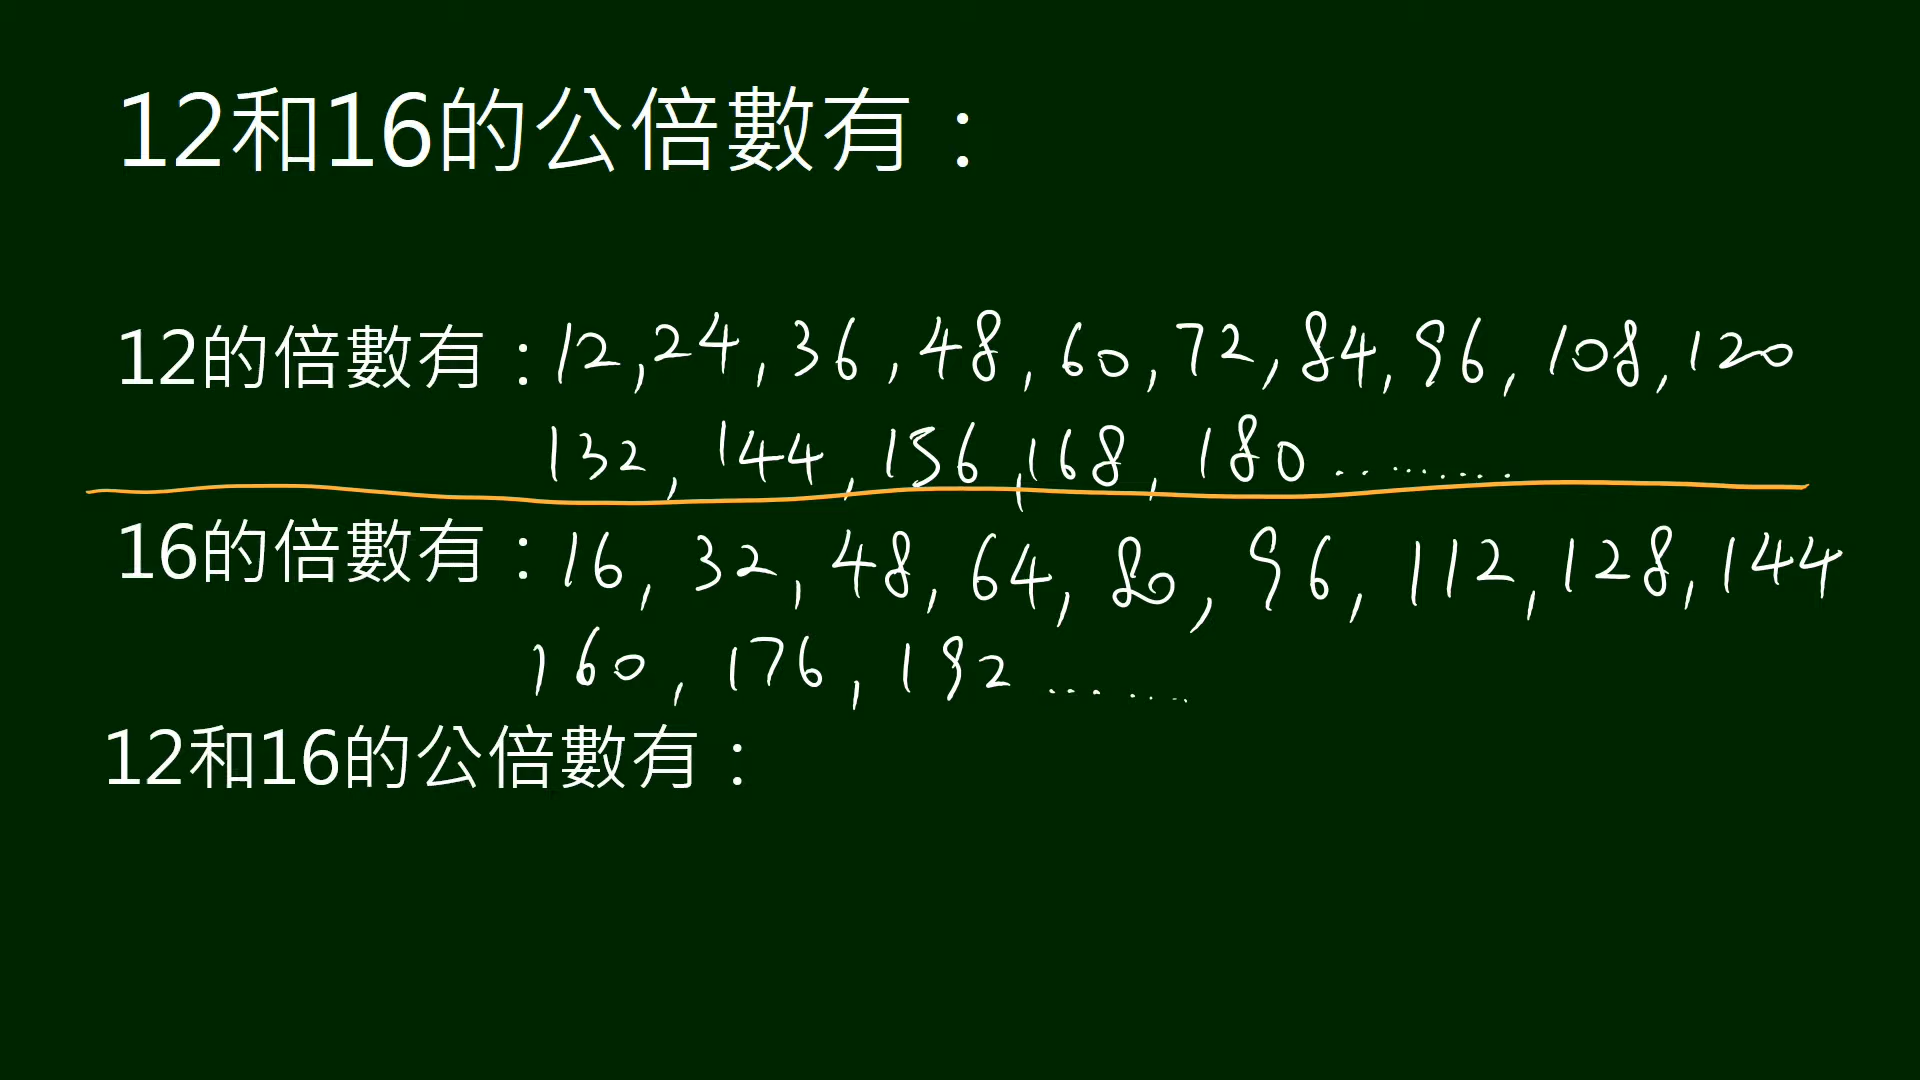 12和16的公倍數有：
12的倍數有：12,24,36,48,60,72,84,96,108,120
132,144,156,168,180………
16的倍數有：16,32,48,64,80,96,112,128,144
160,176,192………
12和16的公倍數有：